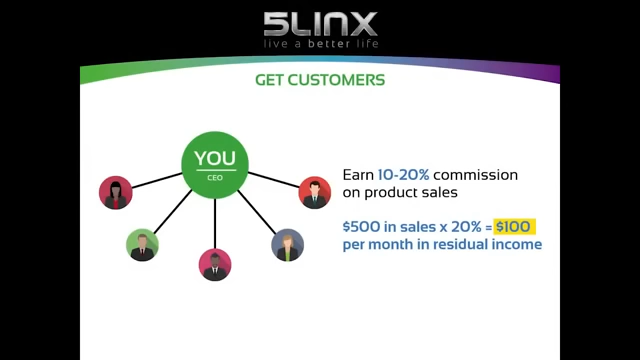 5LINX
live a better life
GET CUSTOMERS
YOU
CEO
Earn 10-20% commission
on product sales
$500 in sales x 20% = $100
per month in residual income